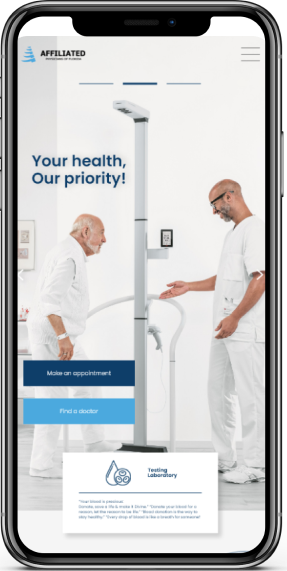 AFFILIATED
PHYSICIANS OF FLORIDA
Your health,
Our priority!
Make an appointment
Find a doctor
Testing
Laboratory
"Your blood is precious:
Donate, save a life & make it divine." "Donate your blood for a
reason, let the reason to be life." "Blood donation is the way to
stay healthy." "Every drop of blood is like a breath for someone"